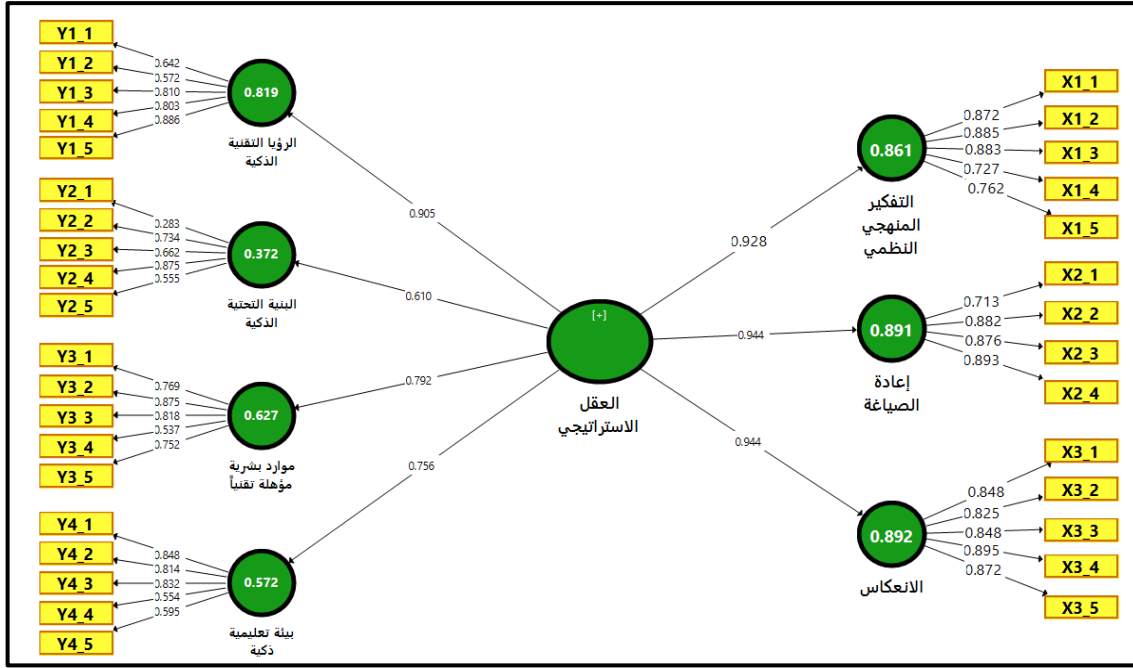 Y1_1
Y1_2
Y1_3
Y1_4
Y1_5
0.642
0.572
0.810
0.803
0.886
0.819
الرؤيا التقنية
الذكية
Y2_1
Y2_2
Y2_3
Y2_4
Y2_5
0.283
0.734
0.662
0.875
0.555
0.372
البنية التحتية
الذكية
Y3_1
Y3_2
Y3_3
Y3_4
Y3_5
0.769
0.875
0.818
0.537
0.752
0.627
موارد بشرية
مؤهلة تقنياً
Y4_1
Y4_2
Y4_3
Y4_4
Y4_5
0.848
0.814
0.832
0.554
0.595
0.572
بيئة تعليمية
ذكية
0.905
0.610
0.792
0.756
[+]
العقل
الاستراتيجي
0.928
0.944
0.944
0.861
التفكير
المنهجي
النظمي
0.872
0.885
0.883
0.727
0.762
X1_1
X1_2
X1_3
X1_4
X1_5
0.891
إعادة
الصياغة
0.713
0.882
0.876
0.893
X2_1
X2_2
X2_3
X2_4
0.892
الانعكاس
0.848
0.825
0.848
0.895
0.872
X3_1
X3_2
X3_3
X3_4
X3_5